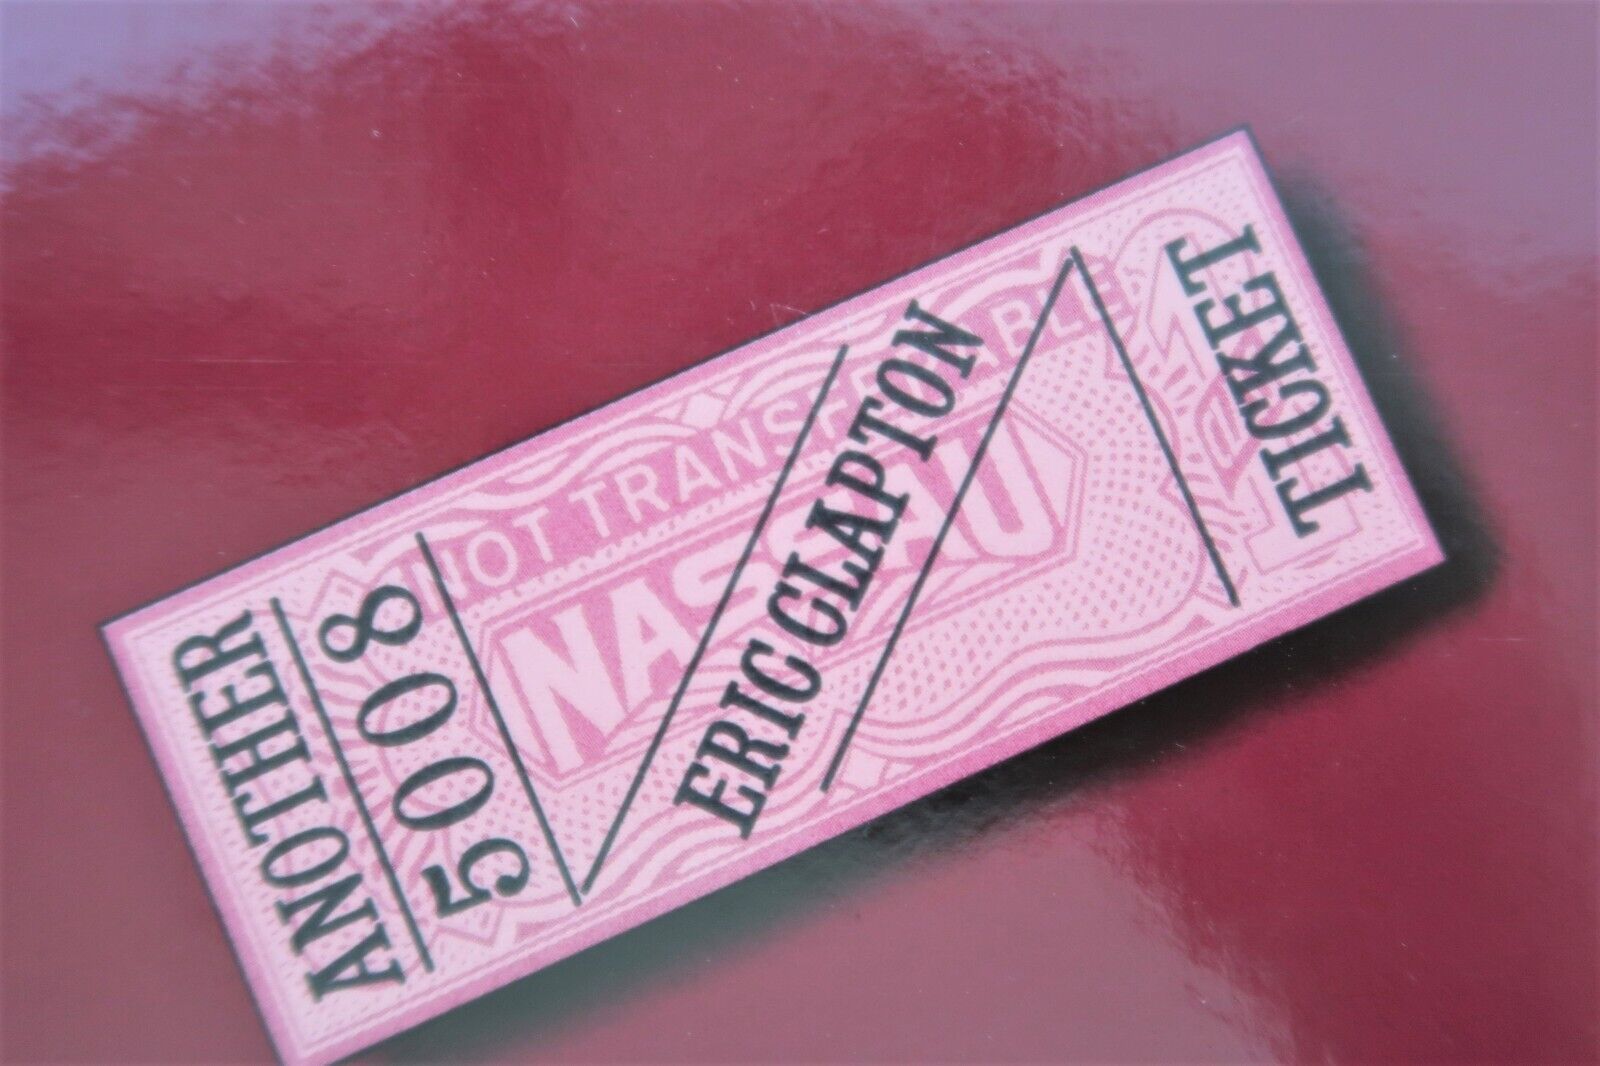 ANOTHER
5008
NOT TRANSFERABLE
NASSAU
ERIC CLAPTON
TICKET